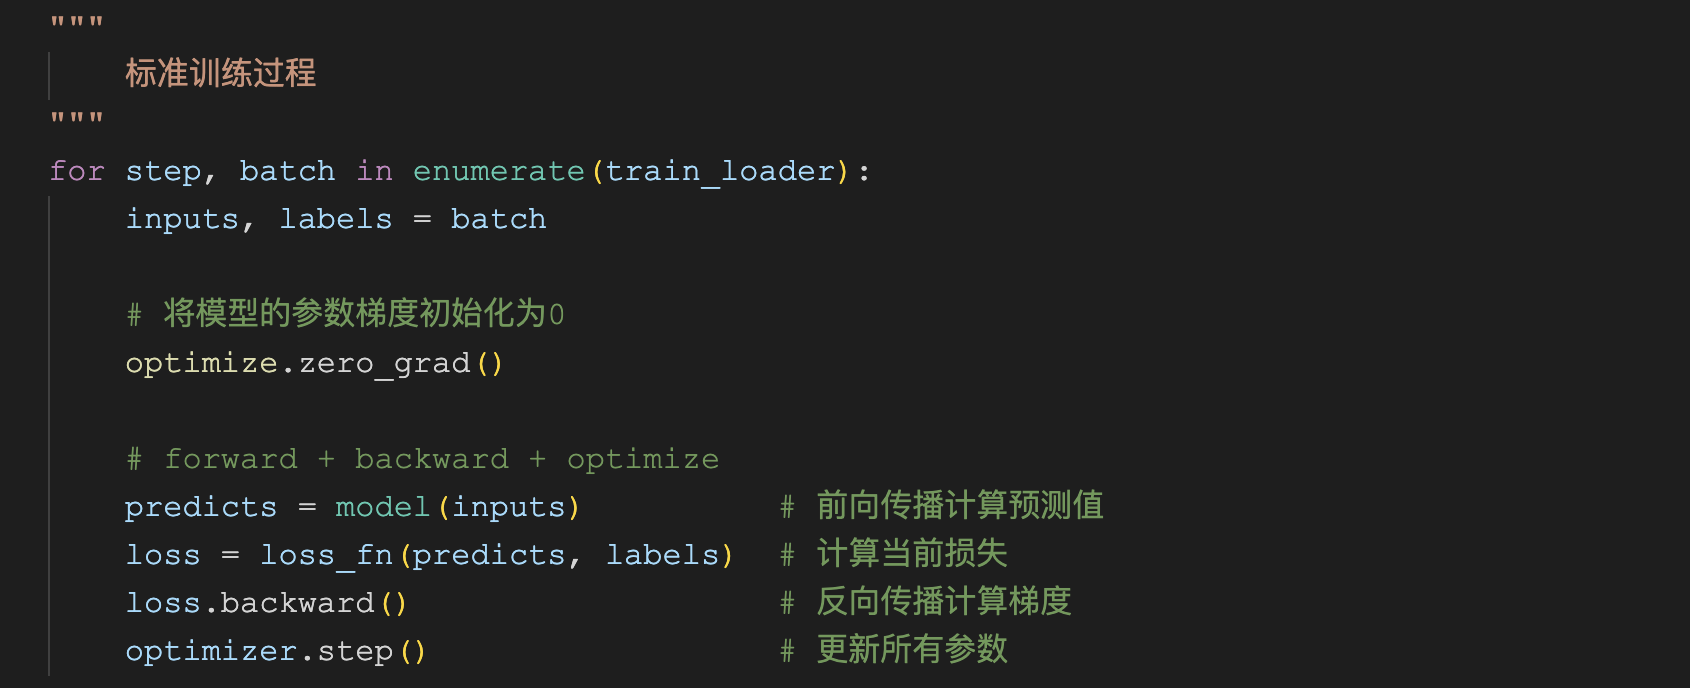 """
    标准训练过程
"""
for step, batch in enumerate(train_loader):
    inputs, labels = batch

    # 将模型的参数梯度初始化为0
    optimize.zero_grad()

    # forward + backward + optimize
    predicts = model(inputs)          # 前向传播计算预测值
    loss = loss_fn(predicts, labels)  # 计算当前损失
    loss.backward()                   # 反向传播计算梯度
    optimizer.step()                  # 更新所有参数